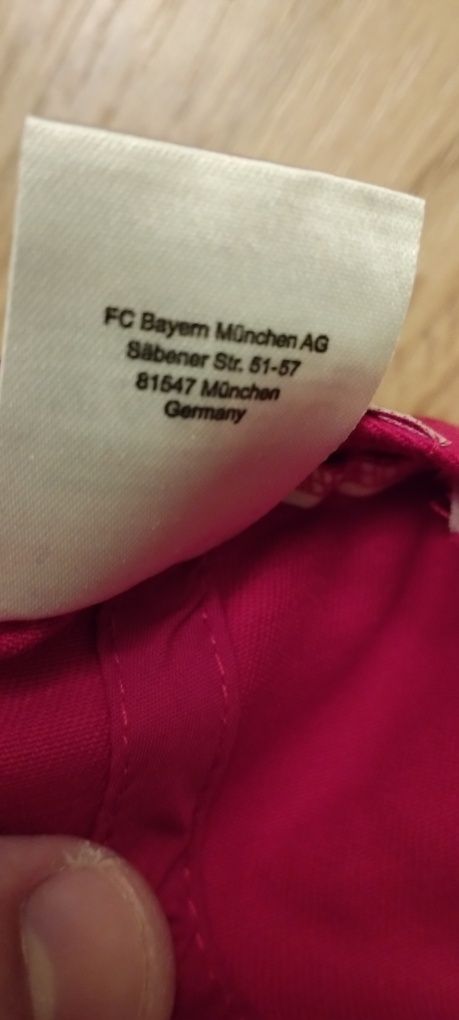 FC Bayern München AG
Säbener Str. 51-57
81547 München
Germany